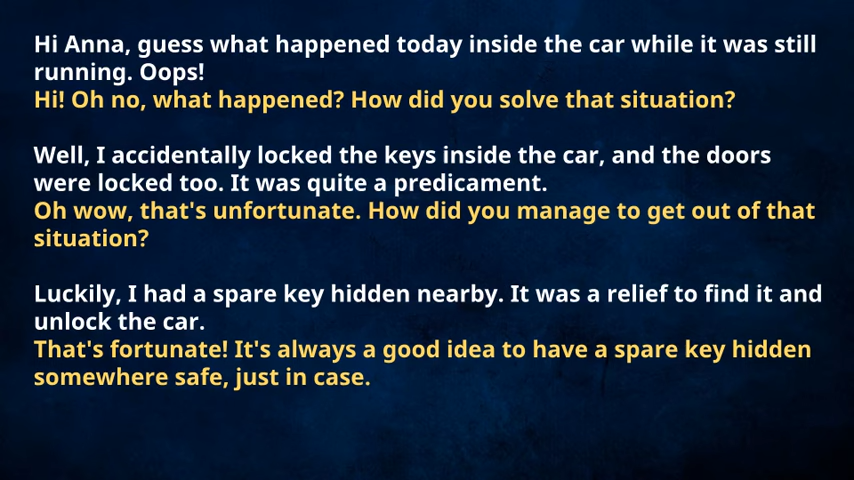 Hi Anna, guess what happened today inside the car while it was still
running. Oops!
Hi! Oh no, what happened? How did you solve that situation?
Well, I accidentally locked the keys inside the car, and the doors
were locked too. It was quite a predicament.
Oh wow, that's unfortunate. How did you manage to get out of that
situation?
Luckily, I had a spare key hidden nearby. It was a relief to find it and
unlock the car.
That's fortunate! It's always a good idea to have a spare key hidden
somewhere safe, just in case.